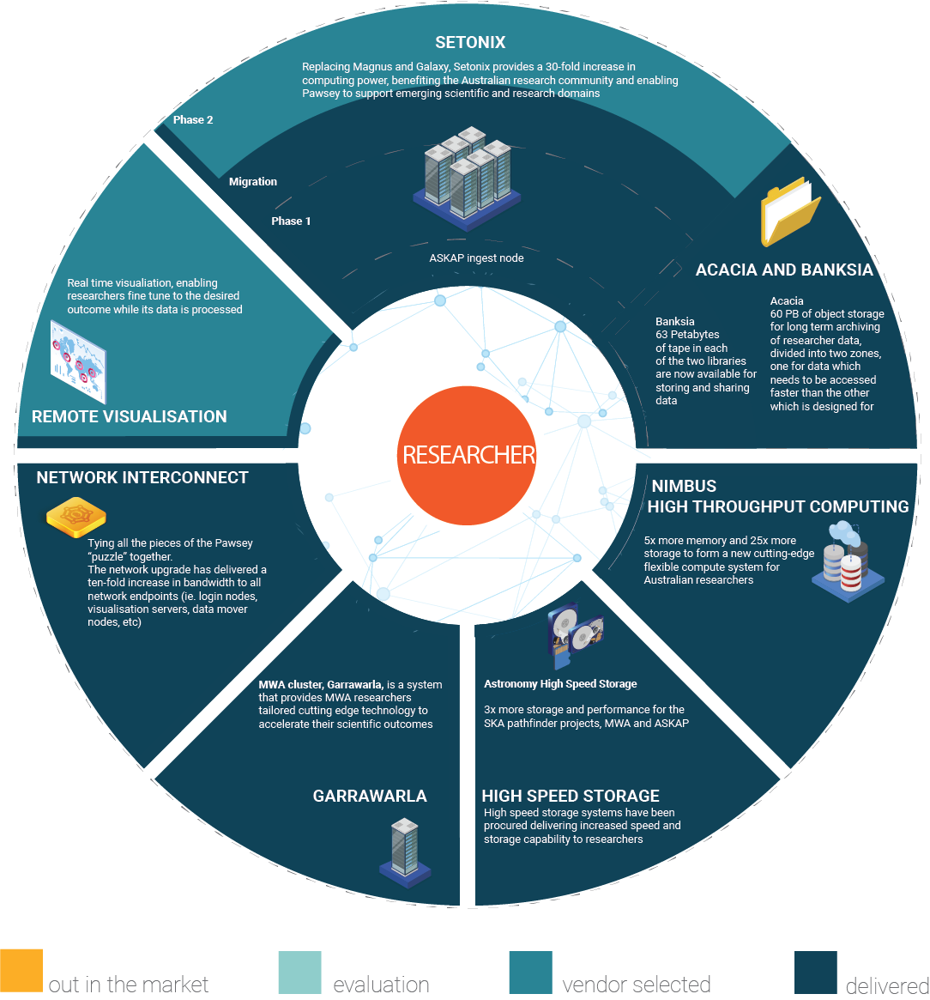 SETONIX
Replacing Magnus and Galaxy, Setonix provides a 30-fold increase in
computing power, benefiting the Australian research community and enabling
Pawsey to support emerging scientific and research domains
Phase 2
Migration
Phase 1
ASKAP ingest node
ACACIA AND BANKSIA
Banksia
63 Petabytes
of tape in each
of the two libraries
are now available for
storing and sharing
data
Acacia
60 PB of object storage
for long term archiving
of researcher data,
divided into two zones,
one for data which
needs to be accessed
faster than the other
which is designed for
Real time visualiation, enabling
researchers fine tune to the desired
outcome while its data is processed
REMOTE VISUALISATION
RESEARCHER
NETWORK INTERCONNECT
Tying all the pieces of the Pawsey
“puzzle” together.
The network upgrade has delivered a
ten-fold increase in bandwidth to all
network endpoints (ie. login nodes,
visualisation servers, data mover
nodes, etc)
NIMBUS
HIGH THROUGHPUT COMPUTING
5x more memory and 25x more
storage to form a new cutting-edge
flexible compute system for
Australian researchers
MWA cluster, Garrawarla, is a system
that provides MWA researchers
tailored cutting edge technology to
accelerate their scientific outcomes
GARRAWARLA
Astronomy High Speed Storage
3x more storage and performance for the
SKA pathfinder projects, MWA and ASKAP
HIGH SPEED STORAGE
High speed storage systems have been
procured delivering increased speed and
storage capability to researchers
out in the market
evaluation
vendor selected
delivered